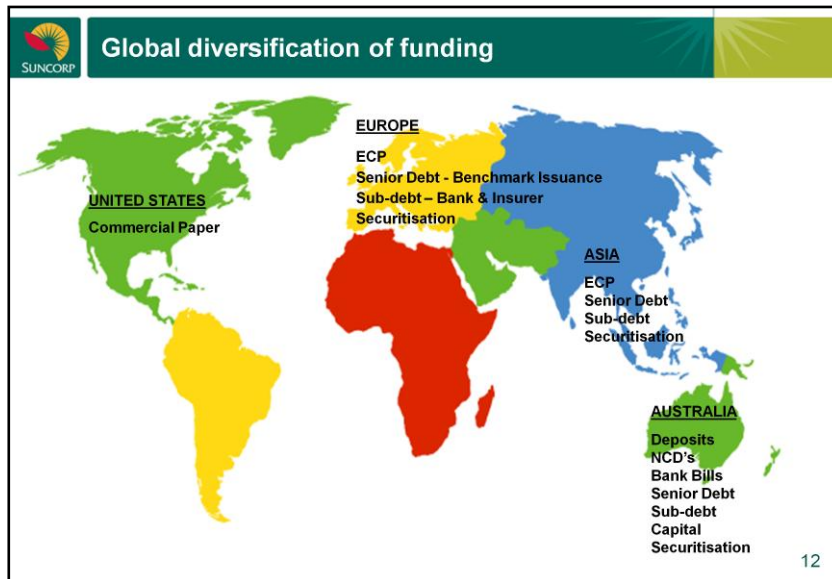 SUNCORP
Global diversification of funding
EUROPE
ECP
Senior Debt - Benchmark Issuance
Sub-debt – Bank & Insurer
Securitisation
UNITED STATES
Commercial Paper
ASIA
ECP
Senior Debt
Sub-debt
Securitisation
AUSTRALIA
Deposits
NCD's
Bank Bills
Senior Debt
Sub-debt
Capital
Securitisation
12